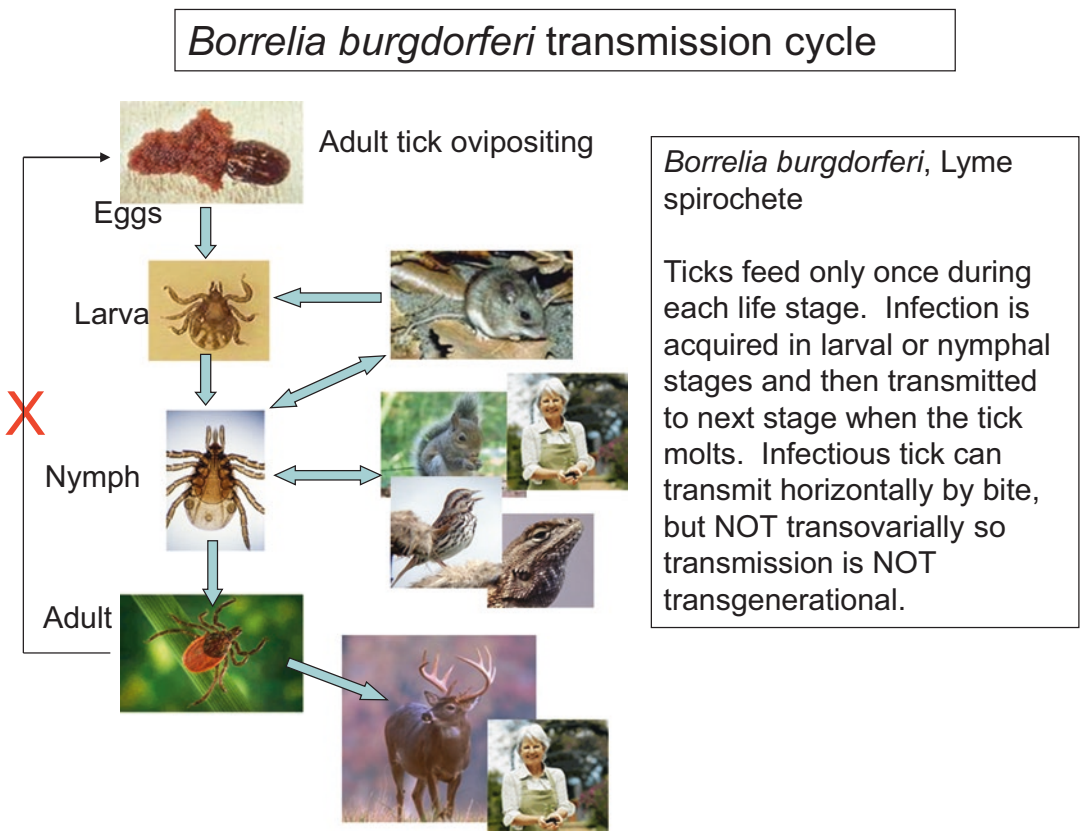 Borrelia burgdorferi transmission cycle
Adult tick ovipositing
Eggs
Larva
X
Nymph
Adult
Borrelia burgdorferi, Lyme
spirochete
Ticks feed only once during
each life stage.  Infection is
acquired in larval or nymphal
stages and then transmitted
to next stage when the tick
molts.  Infectious tick can
transmit horizontally by bite,
but NOT transovarially so
transmission is NOT
transgenerational.